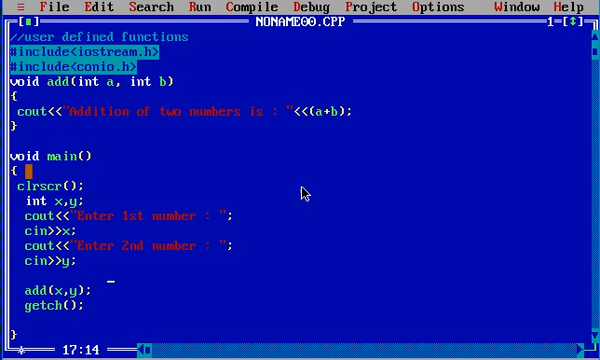 ≡ File Edit Search Run Compile Debug Project Options Window Help
[■] NONAME00.CPP 1=[↕]
//user defined functions
#include<iostream.h>
#include<conio.h>
void add(int a, int b)
{
cout<<"Addition of two numbers is : "<<(a+b);
}
void main()
{
clrscr();
int x,y;
cout<<"Enter 1st number : ";
cin>>x;
cout<<"Enter 2nd number : ";
cin>>y;
add(x,y);
getch();
}
17:14